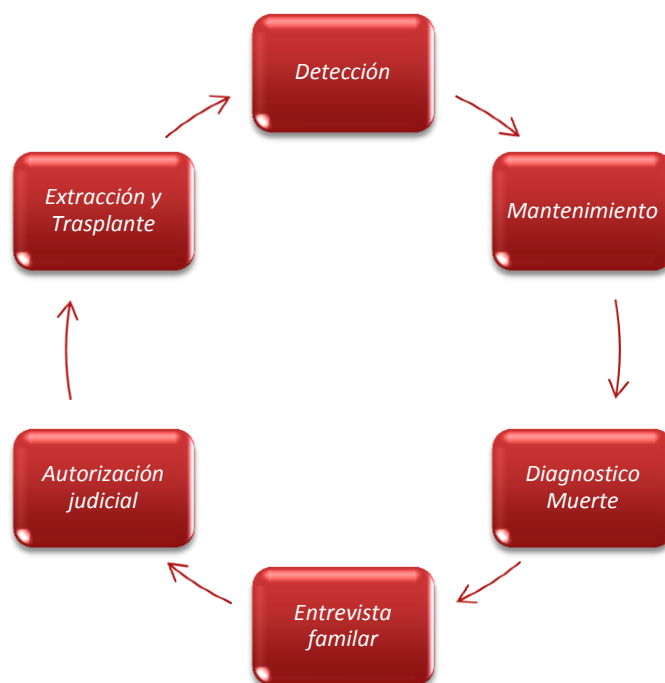 Detección
Mantenimiento
Diagnostico
Muerte
Entrevista
familar
Autorización
judicial
Extracción y
Trasplante